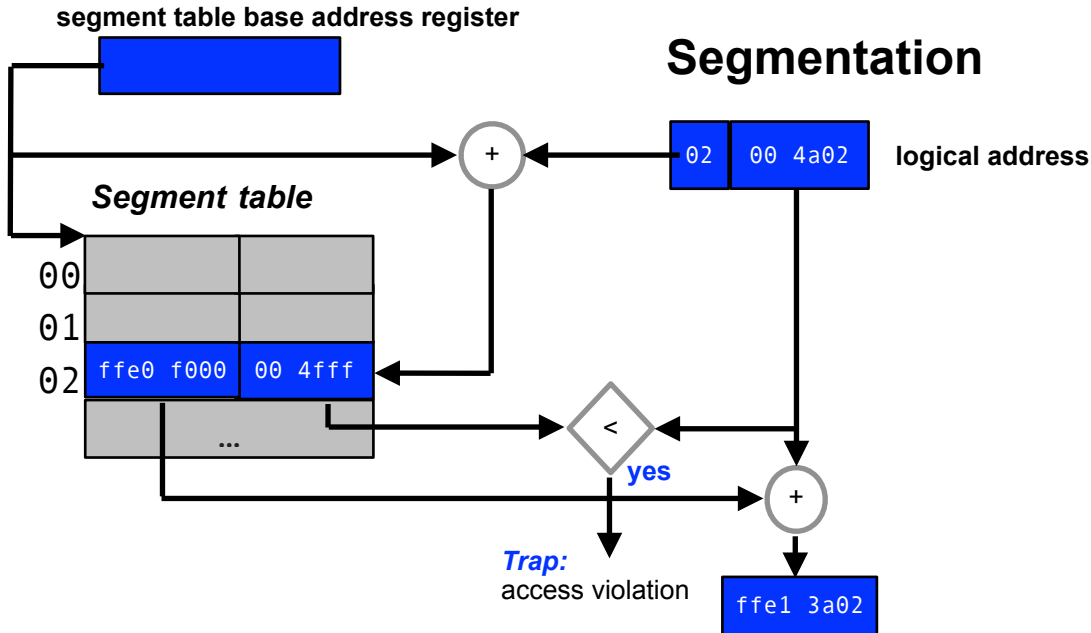 segment table base address register
Segmentation
+
02 00 4a02 logical address
Segment table
00
01
02 ffe0 f000 00 4fff
...
<
yes
+
Trap:
access violation
ffe1 3a02